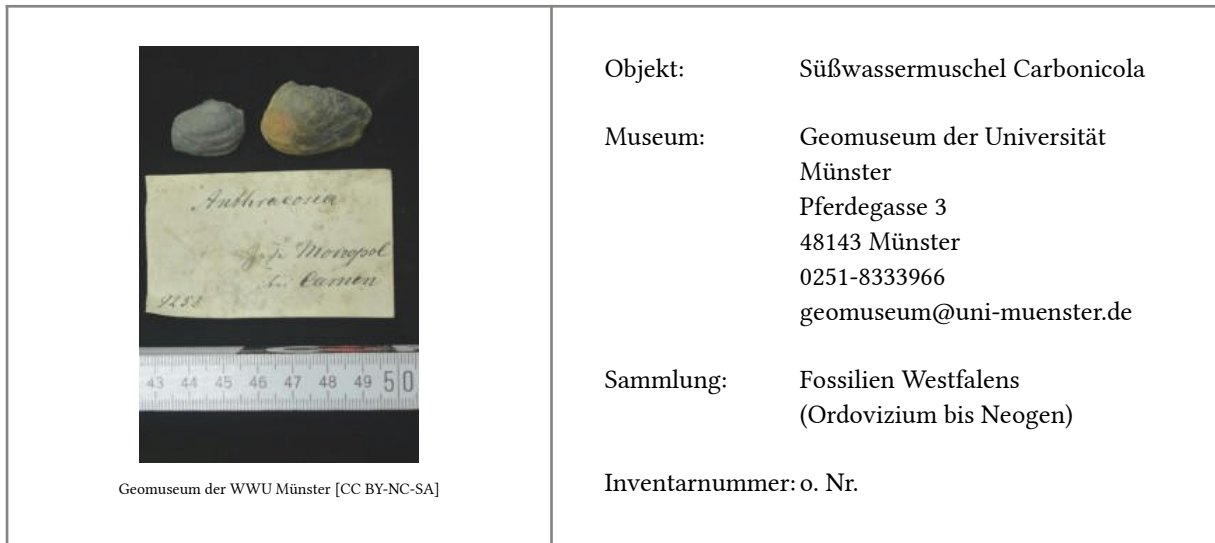 Anthracosia
Monopol
bei Camen
9258
43 44 45 46 47 48 49 50
Geomuseum der WWU Münster [CC BY-NC-SA]
Objekt: Süßwassermuschel Carbonicola
Museum: Geomuseum der Universität
Münster
Pferdegasse 3
48143 Münster
0251-8333966
geomuseum@uni-muenster.de
Sammlung: Fossilien Westfalens
(Ordovizium bis Neogen)
Inventarnummer: o. Nr.